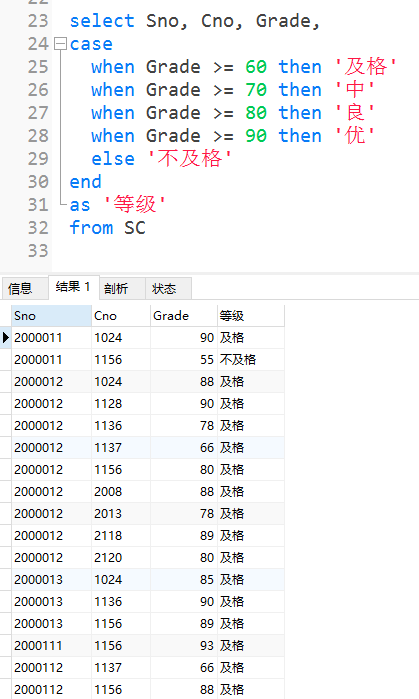 23 select Sno, Cno, Grade,
24 case
25 when Grade >= 60 then '及格'
26 when Grade >= 70 then '中'
27 when Grade >= 80 then '良'
28 when Grade >= 90 then '优'
29 else '不及格'
30 end
31 as '等级'
32 from SC
33
信息 结果 1 剖析 状态
Sno Cno Grade 等级
2000011 1024 90 及格
2000011 1156 55 不及格
2000012 1024 88 及格
2000012 1128 90 及格
2000012 1136 78 及格
2000012 1137 66 及格
2000012 1156 80 及格
2000012 2008 88 及格
2000012 2013 78 及格
2000012 2118 89 及格
2000012 2120 80 及格
2000013 1024 85 及格
2000013 1136 90 及格
2000013 1156 89 及格
2000111 1156 93 及格
2000112 1137 66 及格
2000112 1156 88 及格